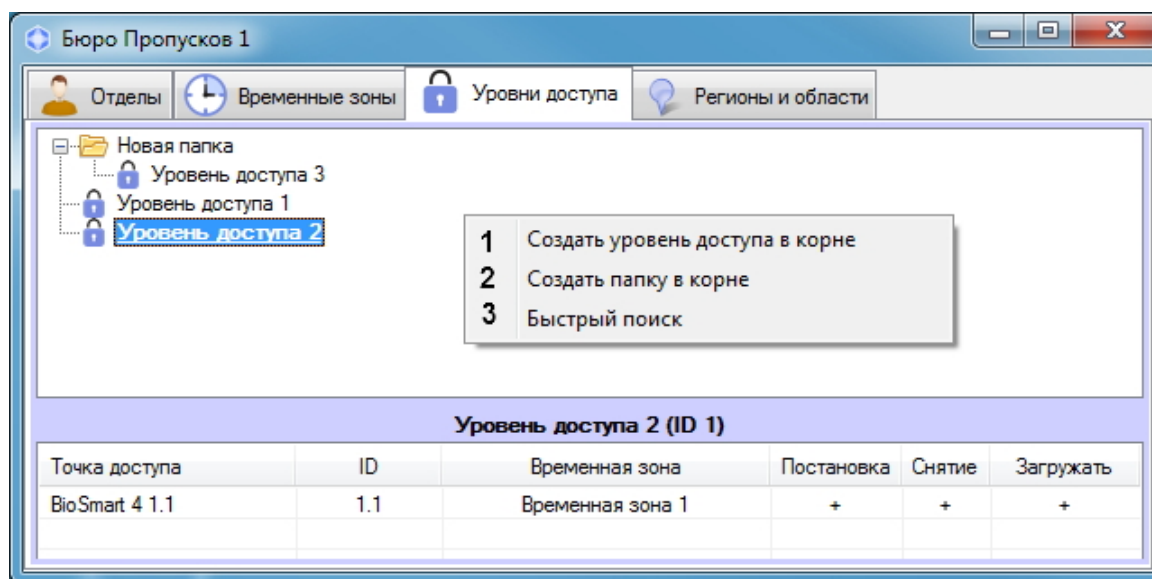 Бюро Пропусков 1
Отделы Временные зоны Уровни доступа Регионы и области
Новая папка
Уровень доступа 3
Уровень доступа 1
Уровень доступа 2
1 Создать уровень доступа в корне
2 Создать папку в корне
3 Быстрый поиск
Уровень доступа 2 (ID 1)
Точка доступа ID Временная зона Постановка Снятие Загружать
BioSmart 4 1.1 1.1 Временная зона 1 + + +